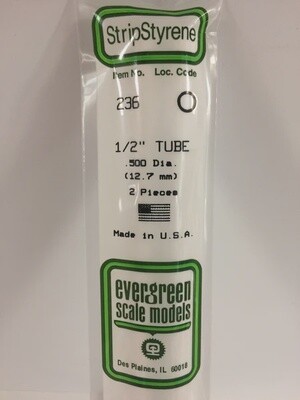 StripStyrene
Item No. Loc. Code
236
1/2" TUBE
.500 Dia.
(12.7 mm)
2 Pieces
Made in U.S.A.
evergreen
scale models
Des Plaines, IL 60018